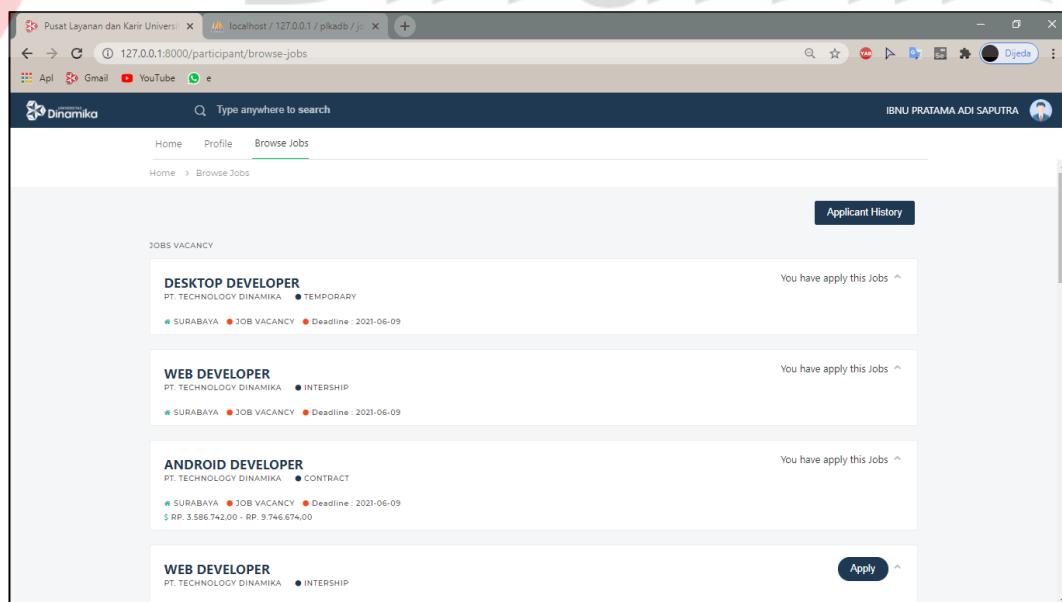 Pusat Layanan dan Karir Universi
localhost / 127.0.0.1 / plkadb / jo
127.0.0.1:8000/participant/browse-jobs
Dijeda
Apl Gmail YouTube e
UNIVERSITAS
Dinamika
Type anywhere to search
IBNU PRATAMA ADI SAPUTRA
Home Profile Browse Jobs
Home > Browse Jobs
Applicant History
JOBS VACANCY
DESKTOP DEVELOPER
You have apply this Jobs
PT. TECHNOLOGY DINAMIKA TEMPORARY
SURABAYA JOB VACANCY Deadline : 2021-06-09
WEB DEVELOPER
You have apply this Jobs
PT. TECHNOLOGY DINAMIKA INTERSHIP
SURABAYA JOB VACANCY Deadline : 2021-06-09
ANDROID DEVELOPER
You have apply this Jobs
PT. TECHNOLOGY DINAMIKA CONTRACT
SURABAYA JOB VACANCY Deadline : 2021-06-09
$ RP. 3.586.742,00 - RP. 9.746.674,00
WEB DEVELOPER
Apply
PT. TECHNOLOGY DINAMIKA INTERSHIP